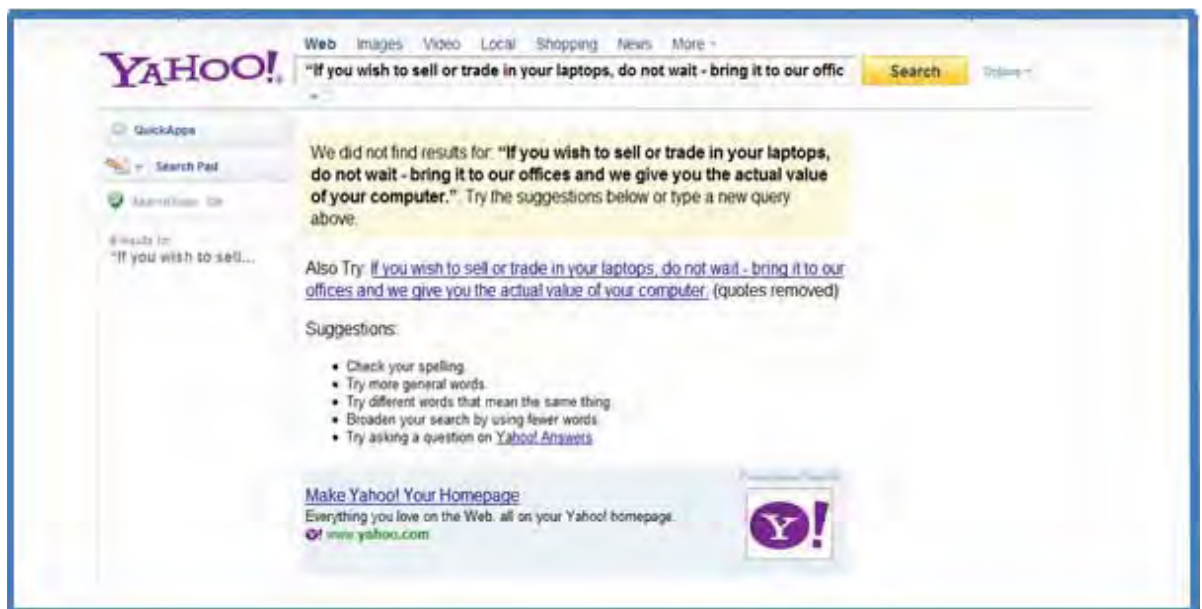 Web Images Video Local Shopping News More
YAHOO!
"If you wish to sell or trade in your laptops, do not wait - bring it to our offic
Search
QuickApps
Search Pad
We did not find results for: "If you wish to sell or trade in your laptops,
do not wait - bring it to our offices and we give you the actual value
of your computer.". Try the suggestions below or type a new query
above.
results for
"If you wish to sell...
Also Try: If you wish to sell or trade in your laptops, do not wait - bring it to our
offices and we give you the actual value of your computer. (quotes removed)
Suggestions:
• Check your spelling.
• Try more general words.
• Try different words that mean the same thing.
• Broaden your search by using fewer words.
• Try asking a question on Yahoo! Answers
Make Yahoo! Your Homepage
Everything you love on the Web, all on your Yahoo! homepage.
Y! www.yahoo.com
Y!